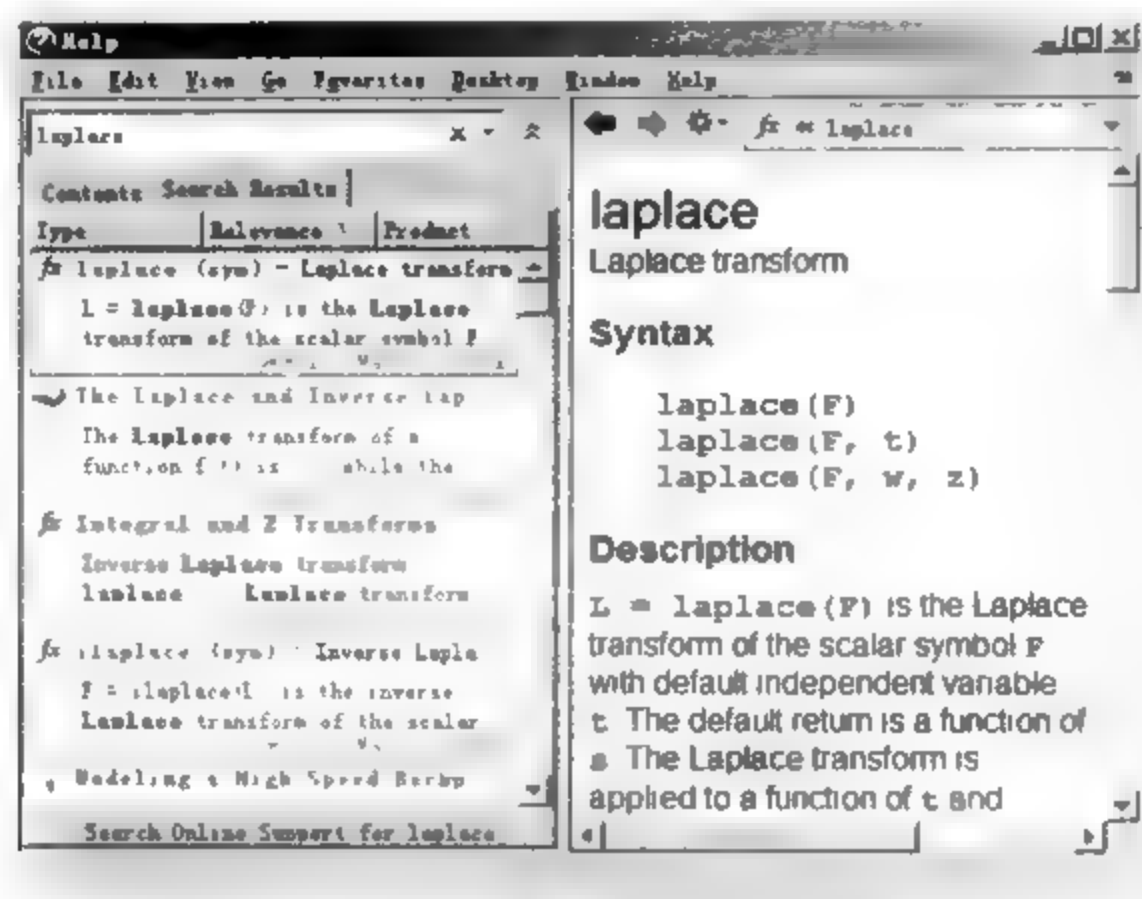 Help
File Edit View Go Favorites Desktop Window Help
laplace
fx « laplace
Contents Search Results
Type Relevance Product
fx laplace (sym) - Laplace transform
L = laplace(F) is the Laplace
transform of the scalar symbol F
The Laplace and Inverse Lap
The Laplace transform of a
function is while the
fx Integral and Z Transforms
Inverse Laplace transform
laplace Laplace transform
fx ilaplace (sym) - Inverse Lapla
F = ilaplace(L) is the inverse
Laplace transform of the scalar
Modeling a High Speed
Search Online Support for laplace
laplace
Laplace transform
Syntax
laplace(F)
laplace(F, t)
laplace(F, w, z)
Description
L = laplace(F) is the Laplace
transform of the scalar symbol F
with default independent variable
t The default return is a function of
s The Laplace transform is
applied to a function of t and